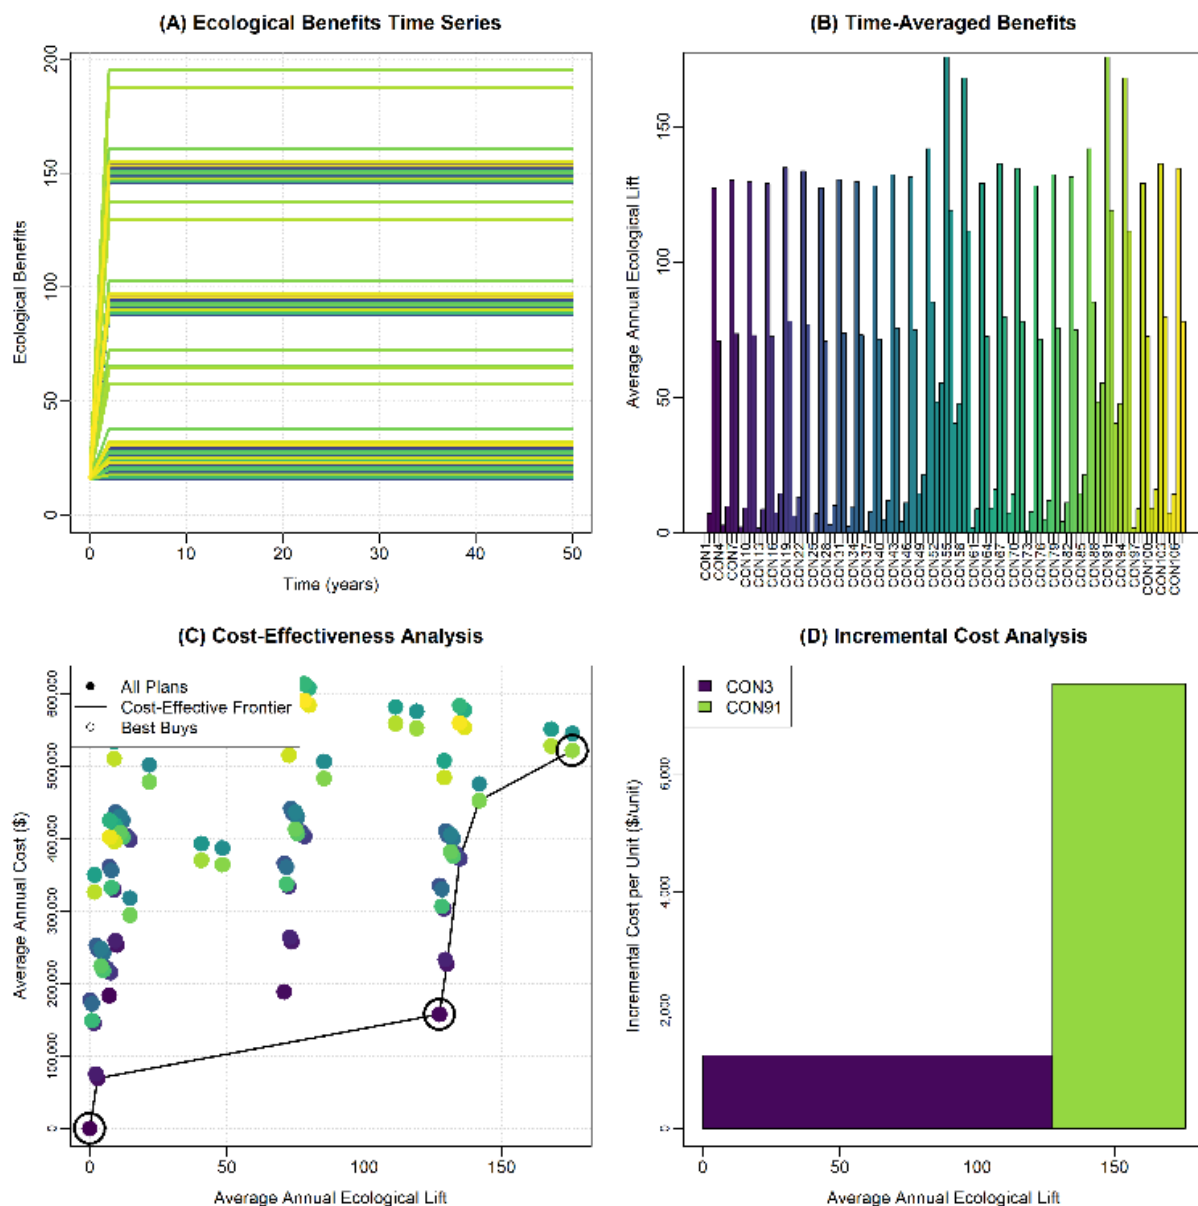 (A) Ecological Benefits Time Series
Ecological Benefits
200
150
100
50
0
0 10 20 30 40 50
Time (years)
(B) Time-Averaged Benefits
Average Annual Ecological Lift
150
100
50
0
CON1 CON4 CON7 CON10 CON13 CON16 CON19 CON22 CON25 CON28 CON31 CON34 CON37 CON40 CON43 CON46 CON49 CON52 CON55 CON58 CON61 CON64 CON67 CON70 CON73 CON76 CON79 CON82 CON85 CON88 CON91 CON94 CON97 CON100 CON103 CON106
(C) Cost-Effectiveness Analysis
All Plans
Cost-Effective Frontier
Best Buys
Average Annual Cost ($)
600,000
500,000
400,000
300,000
200,000
100,000
0
0 50 100 150
Average Annual Ecological Lift
(D) Incremental Cost Analysis
CON3
CON91
Incremental Cost per Unit ($/unit)
6,000
4,000
2,000
0
0 50 100 150
Average Annual Ecological Lift